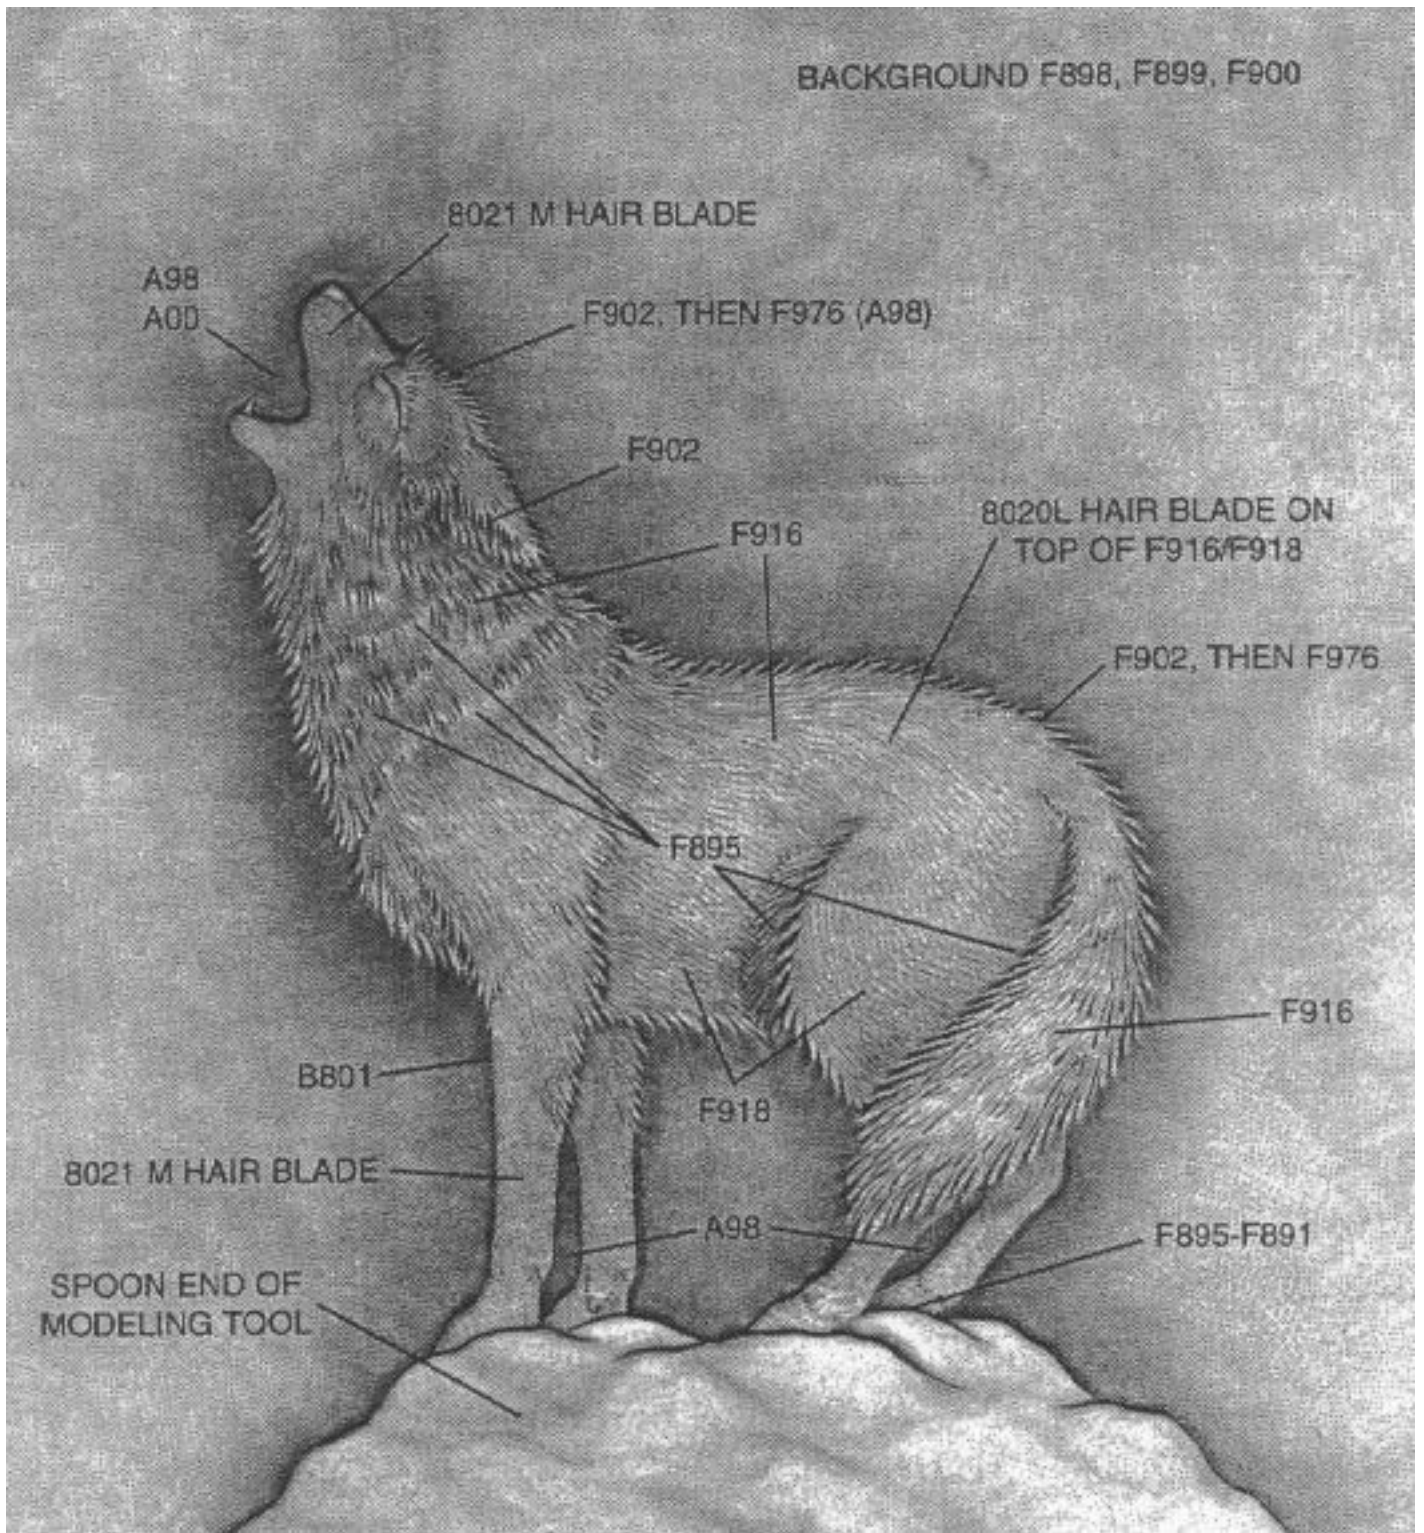 BACKGROUND F898, F899, F900
8021 M HAIR BLADE
A98
A00
F902, THEN F976 (A98)
F902
F916
8020L HAIR BLADE ON
TOP OF F916/F918
F902, THEN F976
F895
F916
B801
F918
8021 M HAIR BLADE
A98
F895-F891
SPOON END OF
MODELING TOOL